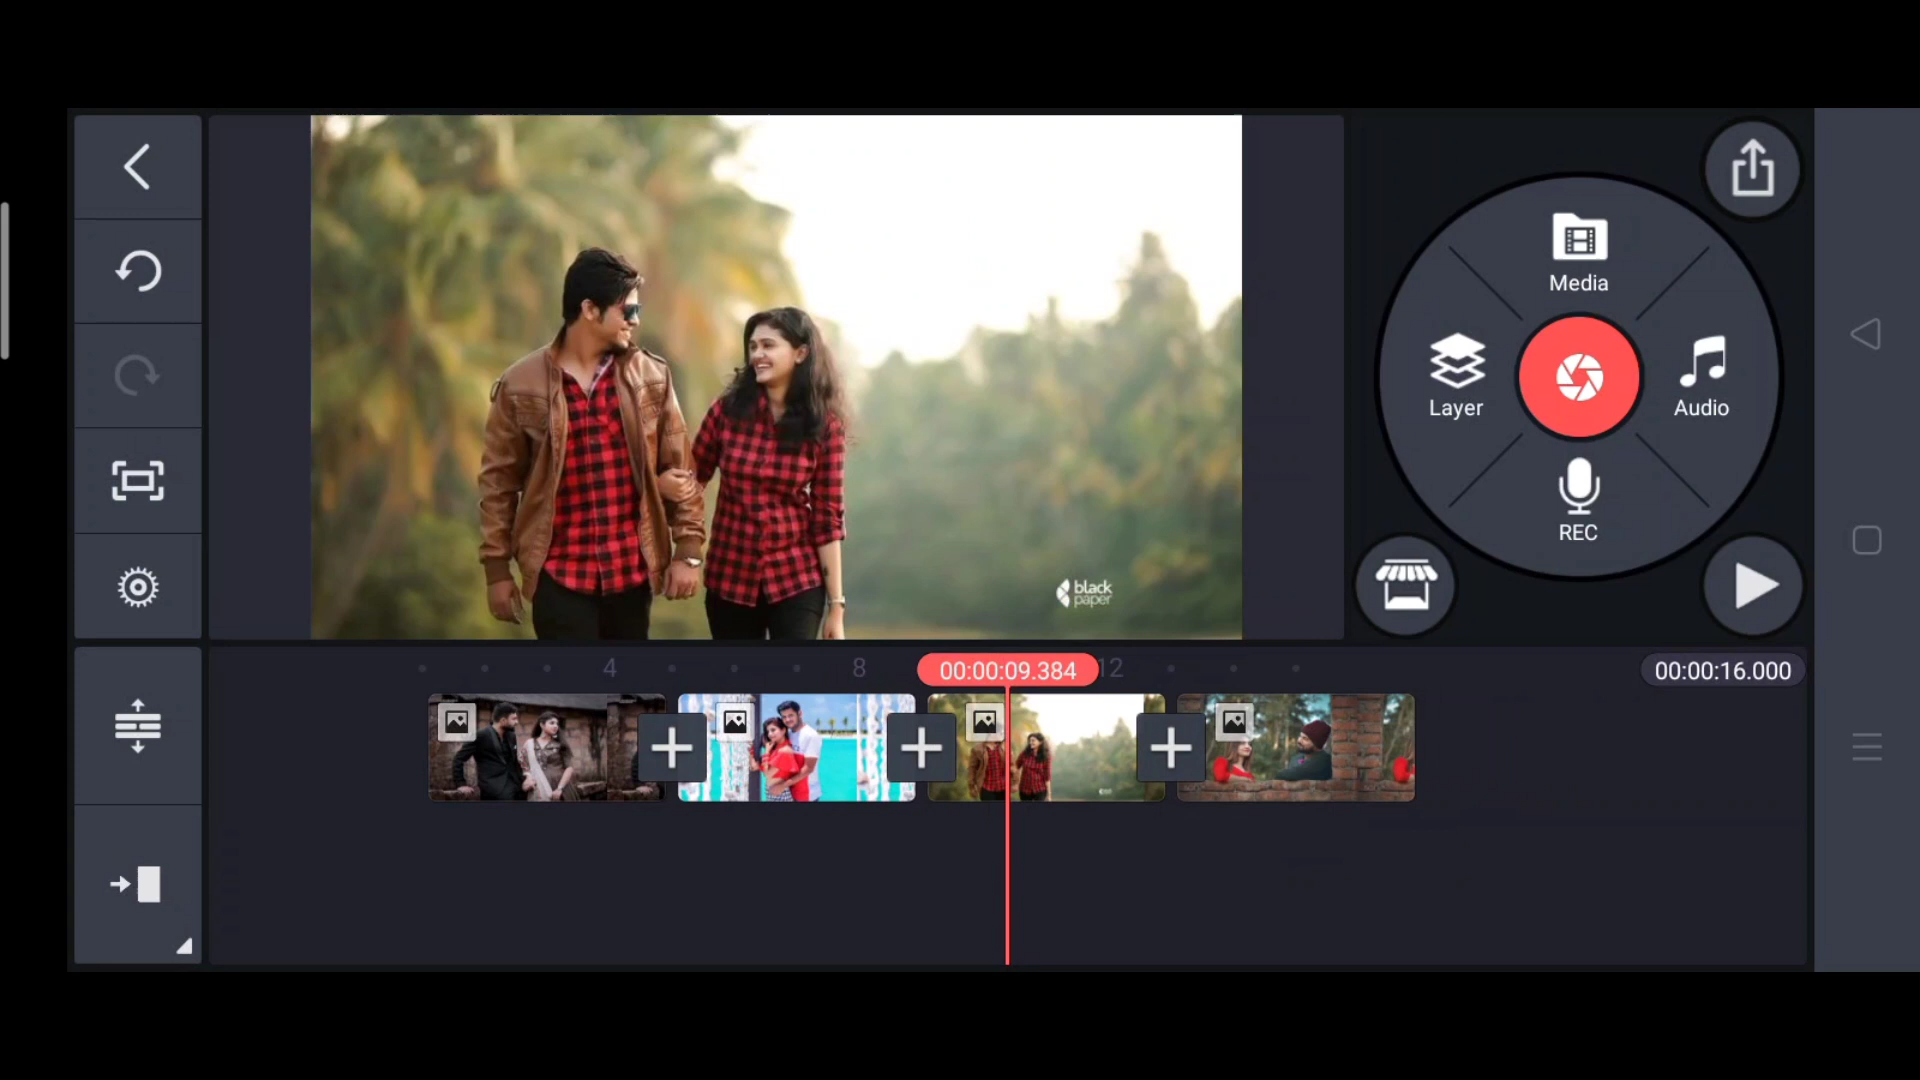 Media
Layer
Audio
REC
black
paper
4
8
00:00:09.384
12
00:00:16.000